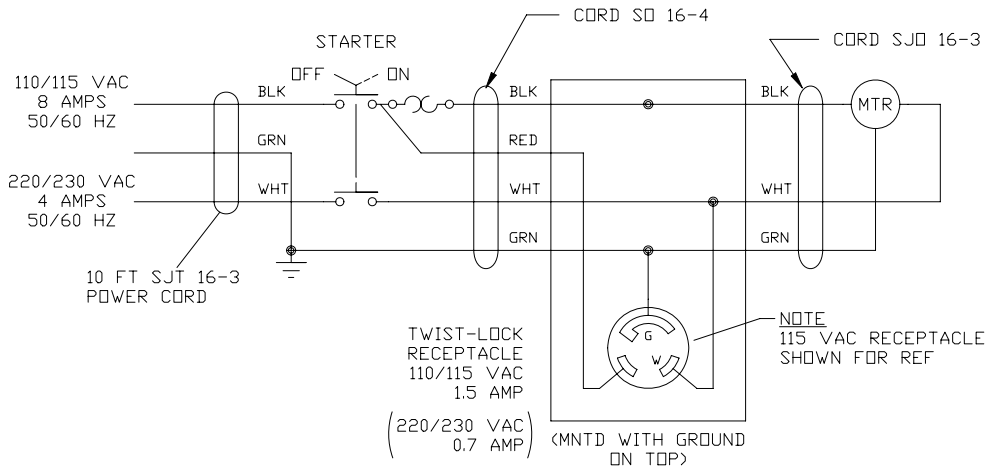 CORD SO 16-4
STARTER
CORD SJO 16-3
OFF
ON
110/115 VAC
8 AMPS
50/60 HZ
BLK
BLK
BLK
MTR
GRN
RED
220/230 VAC
4 AMPS
50/60 HZ
WHT
WHT
WHT
GRN
GRN
10 FT SJT 16-3
POWER CORD
TWIST-LOCK
RECEPTACLE
110/115 VAC
1.5 AMP
(220/230 VAC
0.7 AMP)
G
W
NOTE
115 VAC RECEPTACLE
SHOWN FOR REF
(MNTD WITH GROUND
ON TOP)